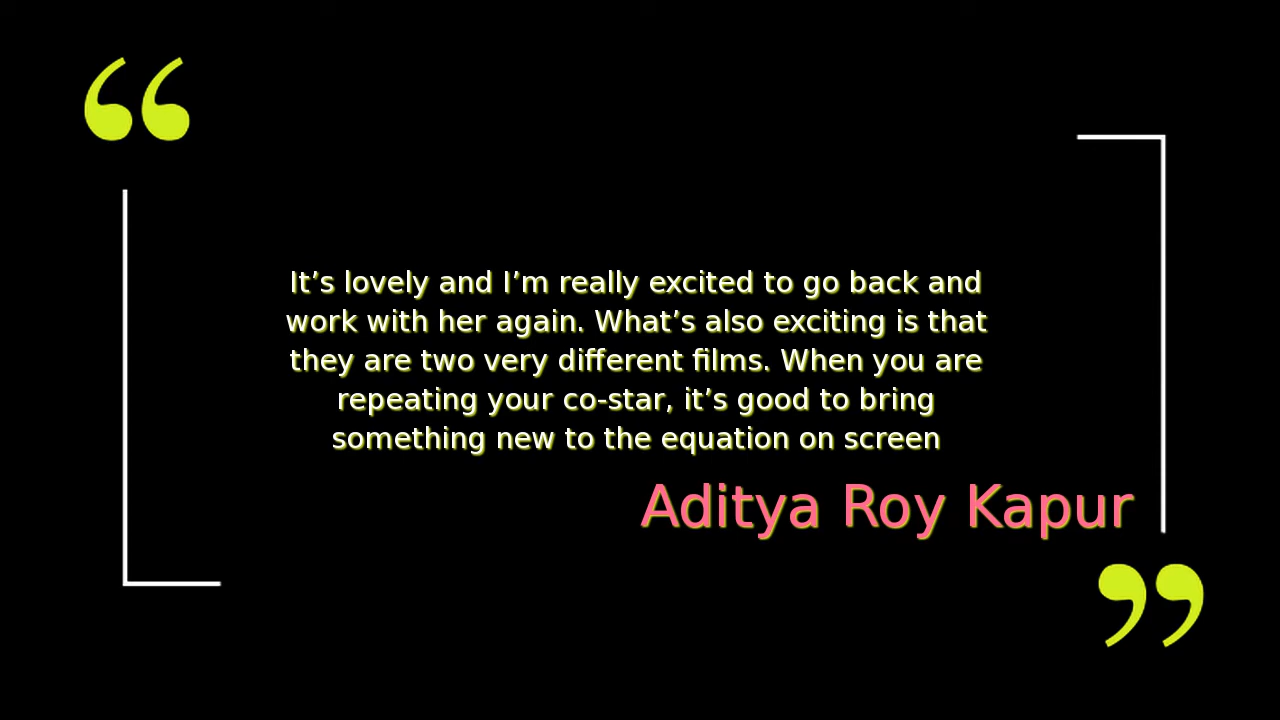 “
It’s lovely and I’m really excited to go back and
work with her again. What’s also exciting is that
they are two very different films. When you are
repeating your co-star, it’s good to bring
something new to the equation on screen
Aditya Roy Kapur
”